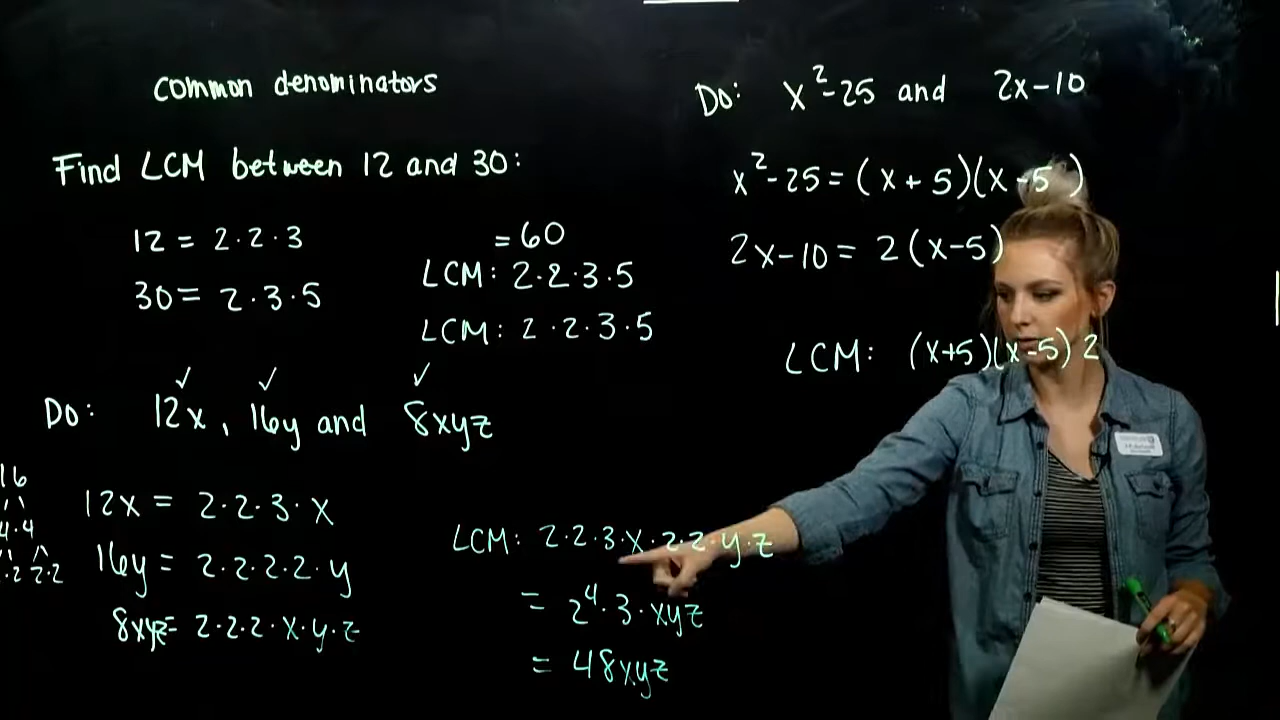 common denominators
Find LCM between 12 and 30:
12 = 2·2·3
30 = 2·3·5
= 60
LCM: 2·2·3·5
LCM: 2·2·3·5
Do: 12x, 16y and 8xyz
✓ ✓ ✓
16
4·4
2·2
12x = 2·2·3·x
16y = 2·2·2·2·y
8xyz = 2·2·2·x·y·z
LCM: 2·2·3·x·2·2·y·z
= 2⁴·3·xyz
= 48xyz
Do: x²-25 and 2x-10
x²-25 = (x+5)(x-5)
2x-10 = 2(x-5)
LCM: (x+5)(x-5)2